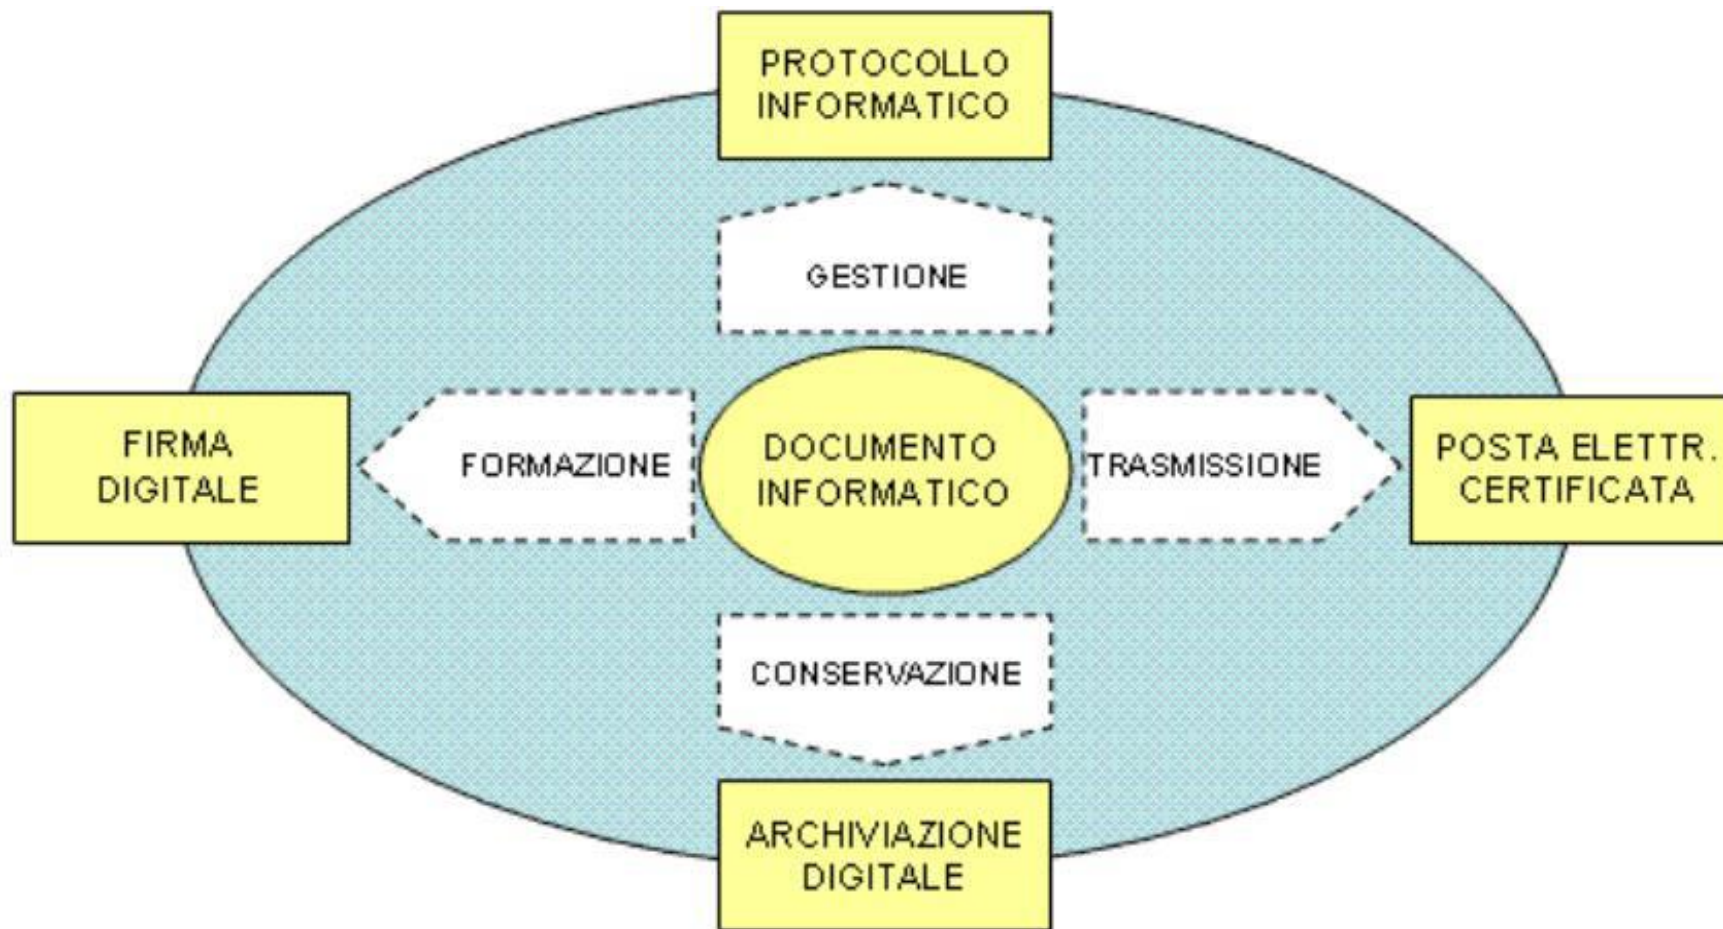 PROTOCOLLO
INFORMATICO
GESTIONE
FIRMA
DIGITALE
FORMAZIONE
DOCUMENTO
INFORMATICO
TRASMISSIONE
POSTA ELETTR.
CERTIFICATA
CONSERVAZIONE
ARCHIVIAZIONE
DIGITALE